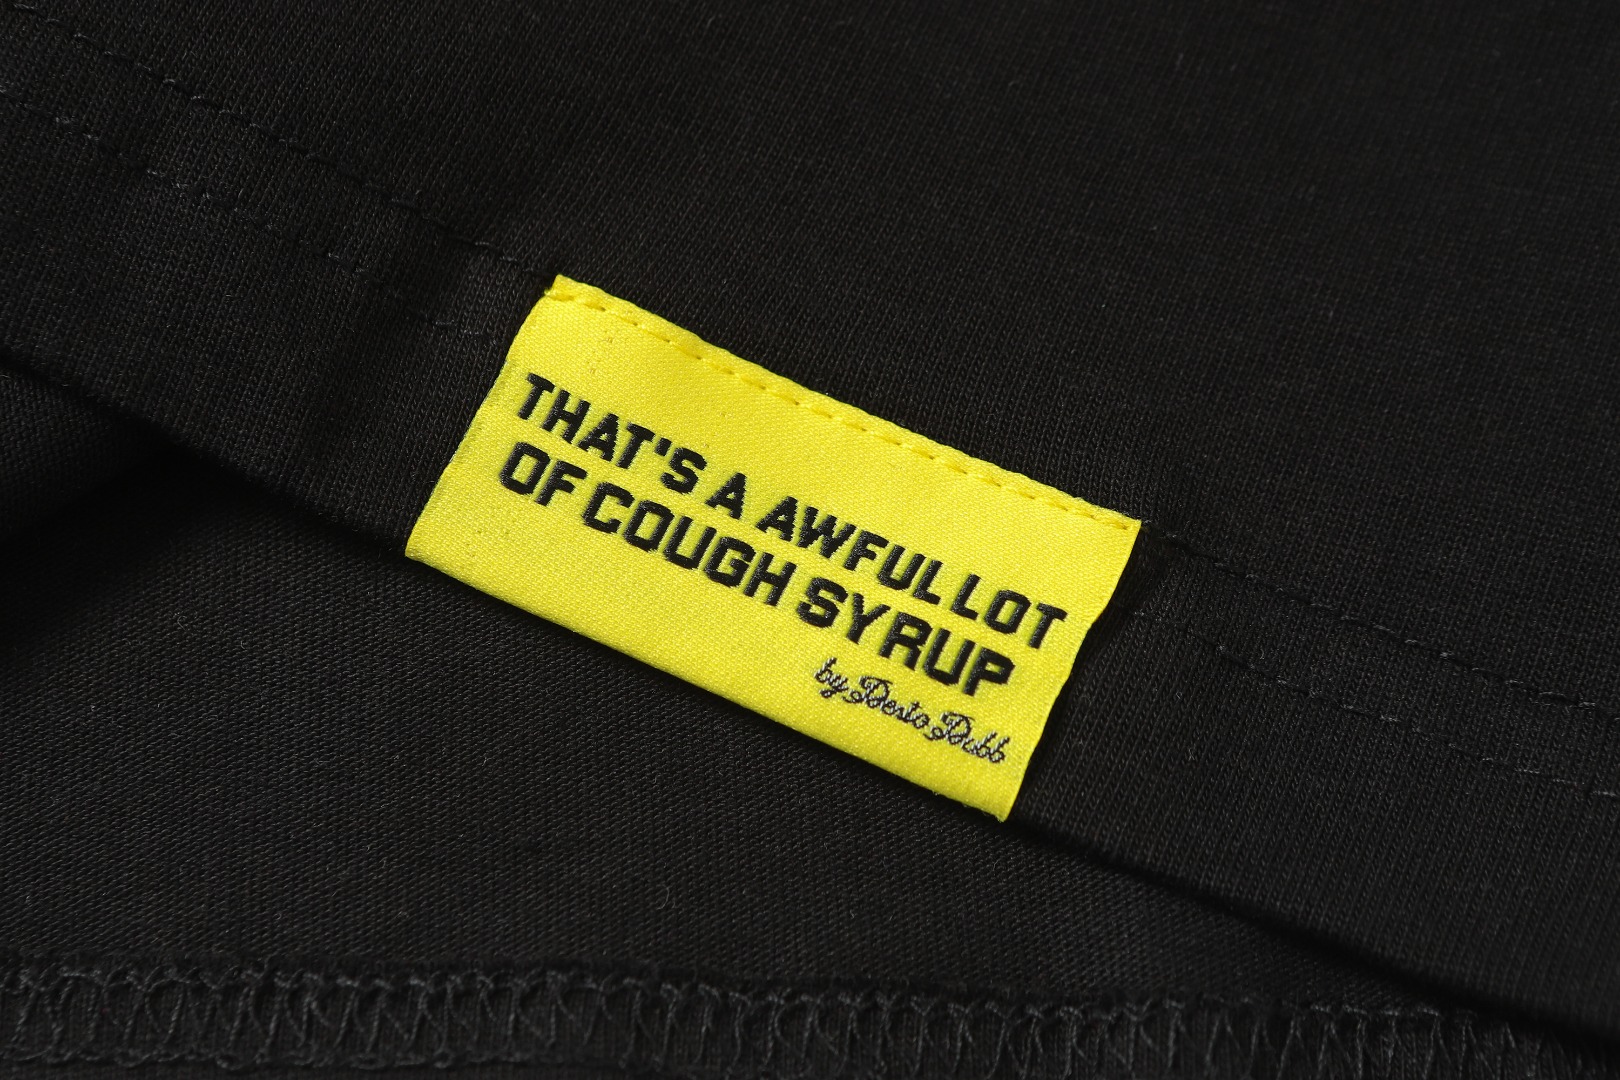 THAT'S A AWFUL LOT
OF COUGH SYRUP
by Desto Dubb